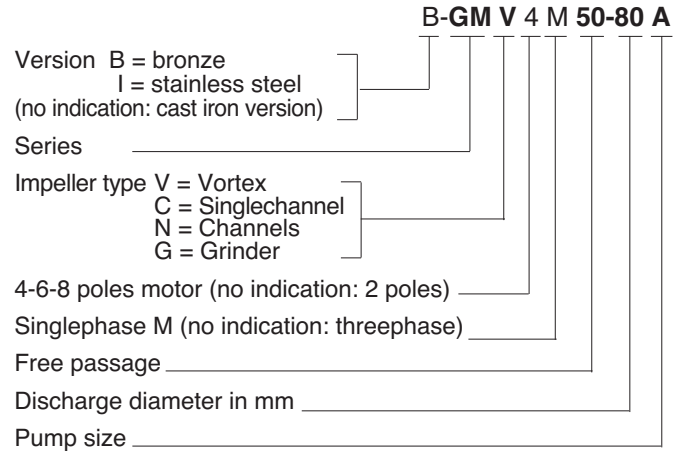 B-GM V 4 M 50-80 A
Version B = bronze
I = stainless steel
(no indication: cast iron version)
Series
Impeller type V = Vortex
C = Singlechannel
N = Channels
G = Grinder
4-6-8 poles motor (no indication: 2 poles)
Singlephase M (no indication: threephase)
Free passage
Discharge diameter in mm
Pump size